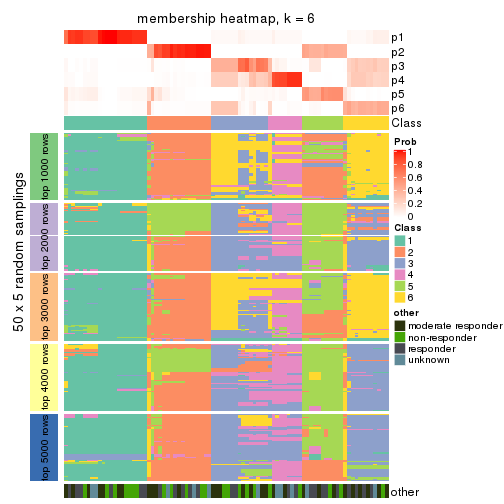 membership heatmap, k = 6
p1
p2
p3
p4
p5
p6
Class
50 x 5 random samplings
top 1000 rows
top 2000 rows
top 3000 rows
top 4000 rows
top 5000 rows
other
Prob
1
0.8
0.6
0.4
0.2
0
Class
1
2
3
4
5
6
other
moderate responder
non-responder
responder
unknown